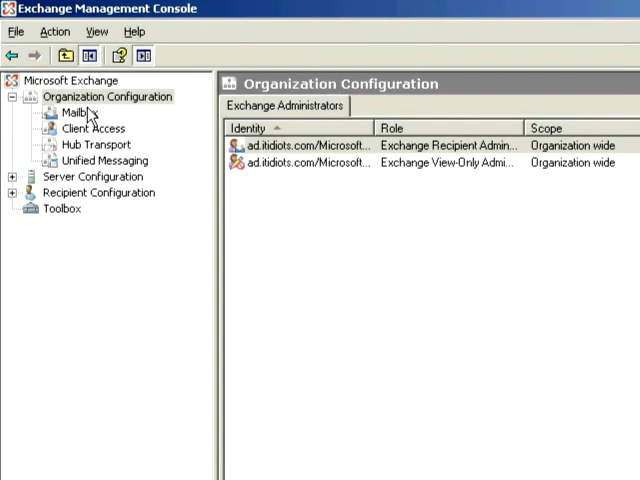 Exchange Management Console
File Action View Help
Microsoft Exchange
Organization Configuration
Mailbox
Client Access
Hub Transport
Unified Messaging
Server Configuration
Recipient Configuration
Toolbox
Organization Configuration
Exchange Administrators
Identity Role Scope
ad.itidiots.com/Microsoft... Exchange Recipient Admin... Organization wide
ad.itidiots.com/Microsoft... Exchange View-Only Admi... Organization wide